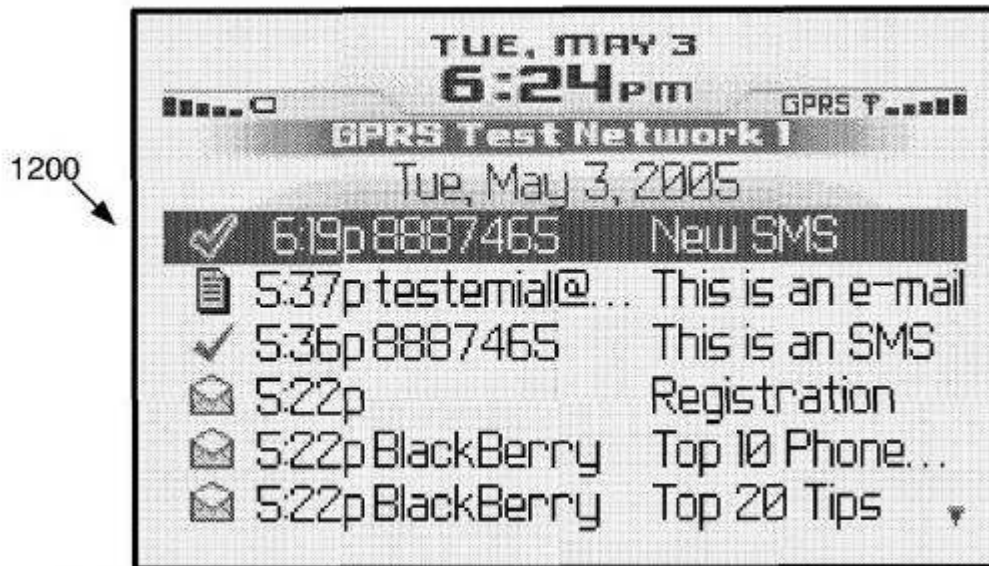 TUE, MAY 3
6:24 PM
GPRS
GPRS Test Network 1
1200
Tue, May 3, 2005
6:19p 8887465 New SMS
5:37p testemial@... This is an e-mail
5:36p 8887465 This is an SMS
5:22p Registration
5:22p BlackBerry Top 10 Phone...
5:22p BlackBerry Top 20 Tips